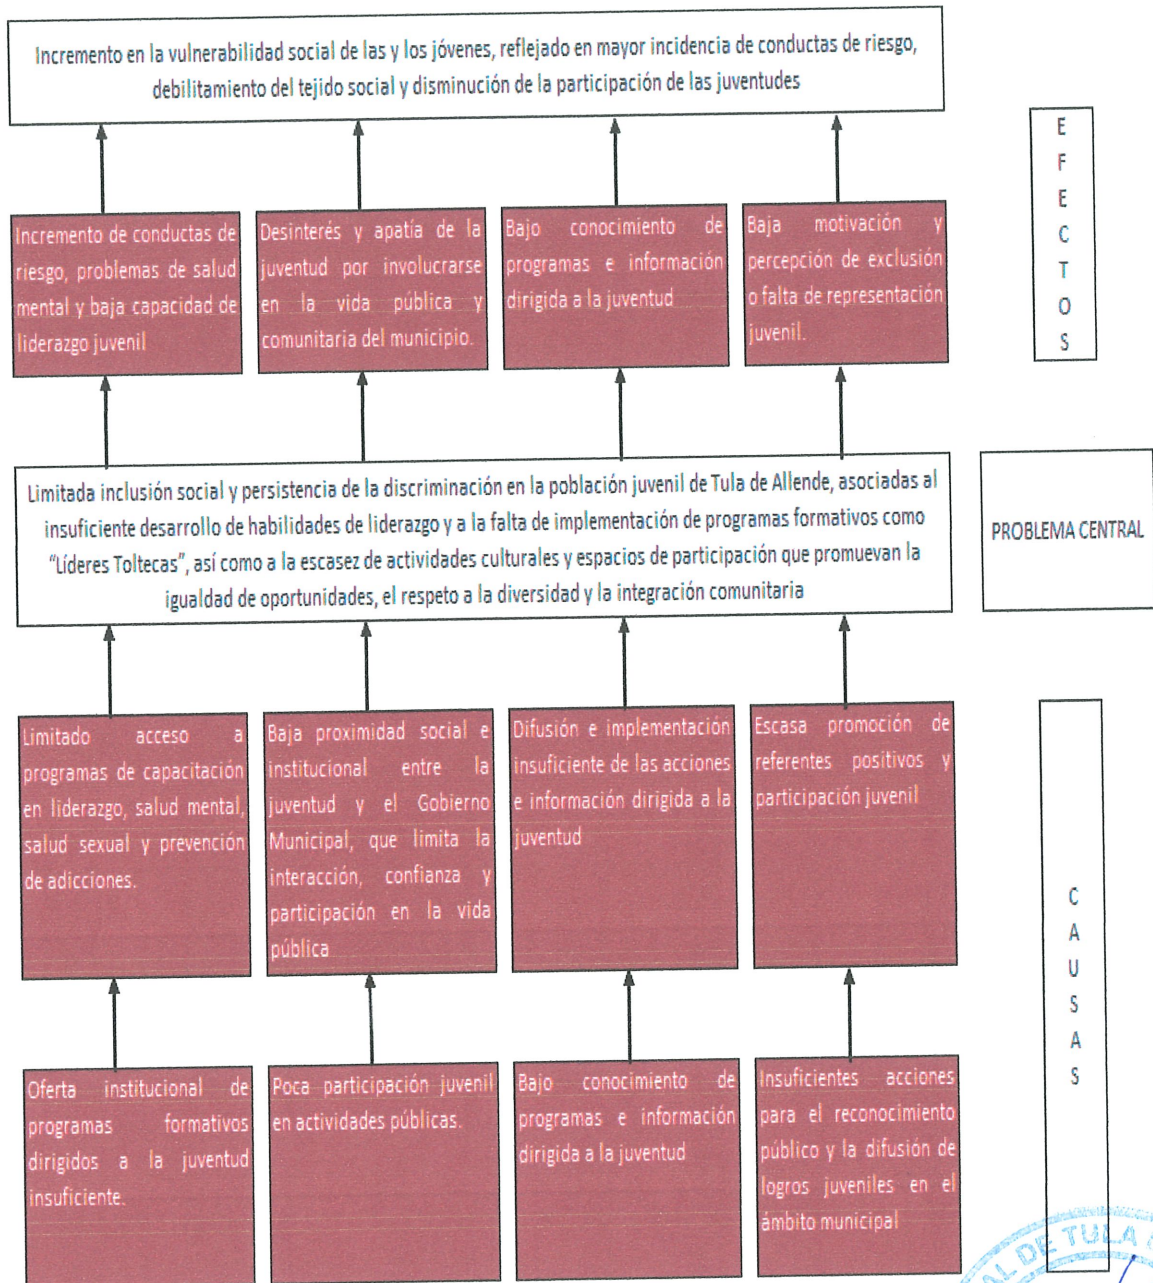 Incremento en la vulnerabilidad social de las y los jóvenes, reflejado en mayor incidencia de conductas de riesgo,
debilitamiento del tejido social y disminución de la participación de las juventudes
E
F
E
C
T
O
S
Incremento de conductas de
riesgo, problemas de salud
mental y baja capacidad de
liderazgo juvenil
Desinterés y apatía de la
juventud por involucrarse
en la vida pública y
comunitaria del municipio.
Bajo conocimiento de
programas e información
dirigida a la juventud
Baja motivación y
percepción de exclusión
o falta de representación
juvenil.
Limitada inclusión social y persistencia de la discriminación en la población juvenil de Tula de Allende, asociadas al
insuficiente desarrollo de habilidades de liderazgo y a la falta de implementación de programas formativos como
“Líderes Toltecas”, así como a la escasez de actividades culturales y espacios de participación que promuevan la
igualdad de oportunidades, el respeto a la diversidad y la integración comunitaria
PROBLEMA CENTRAL
Limitado acceso a
programas de capacitación
en liderazgo, salud mental,
salud sexual y prevención
de adicciones.
Baja proximidad social e
institucional entre la
juventud y el Gobierno
Municipal, que limita la
interacción, confianza y
participación en la vida
pública
Difusión e implementación
insuficiente de las acciones
e información dirigida a la
juventud
Escasa promoción de
referentes positivos y
participación juvenil
C
A
U
S
A
S
Oferta institucional de
programas formativos
dirigidos a la juventud
insuficiente.
Poca participación juvenil
en actividades públicas.
Bajo conocimiento de
programas e información
dirigida a la juventud
Insuficientes acciones
para el reconocimiento
público y la difusión de
logros juveniles en el
ámbito municipal
DE TULA